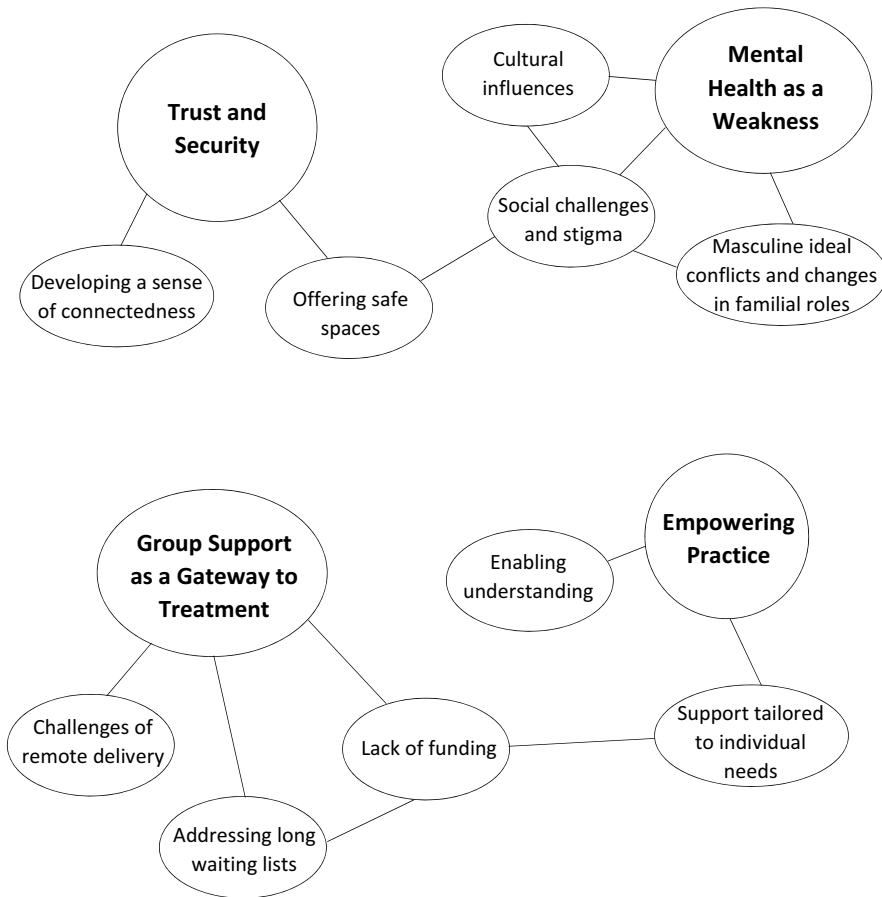 Cultural
influences
Mental
Health as a
Weakness
Trust and
Security
Social challenges
and stigma
Masculine ideal
conflicts and changes
in familial roles
Developing a sense
of connectedness
Offering safe
spaces
Group Support
as a Gateway to
Treatment
Empowering
Practice
Enabling
understanding
Challenges of
remote delivery
Lack of funding
Support tailored
to individual
needs
Addressing long
waiting lists